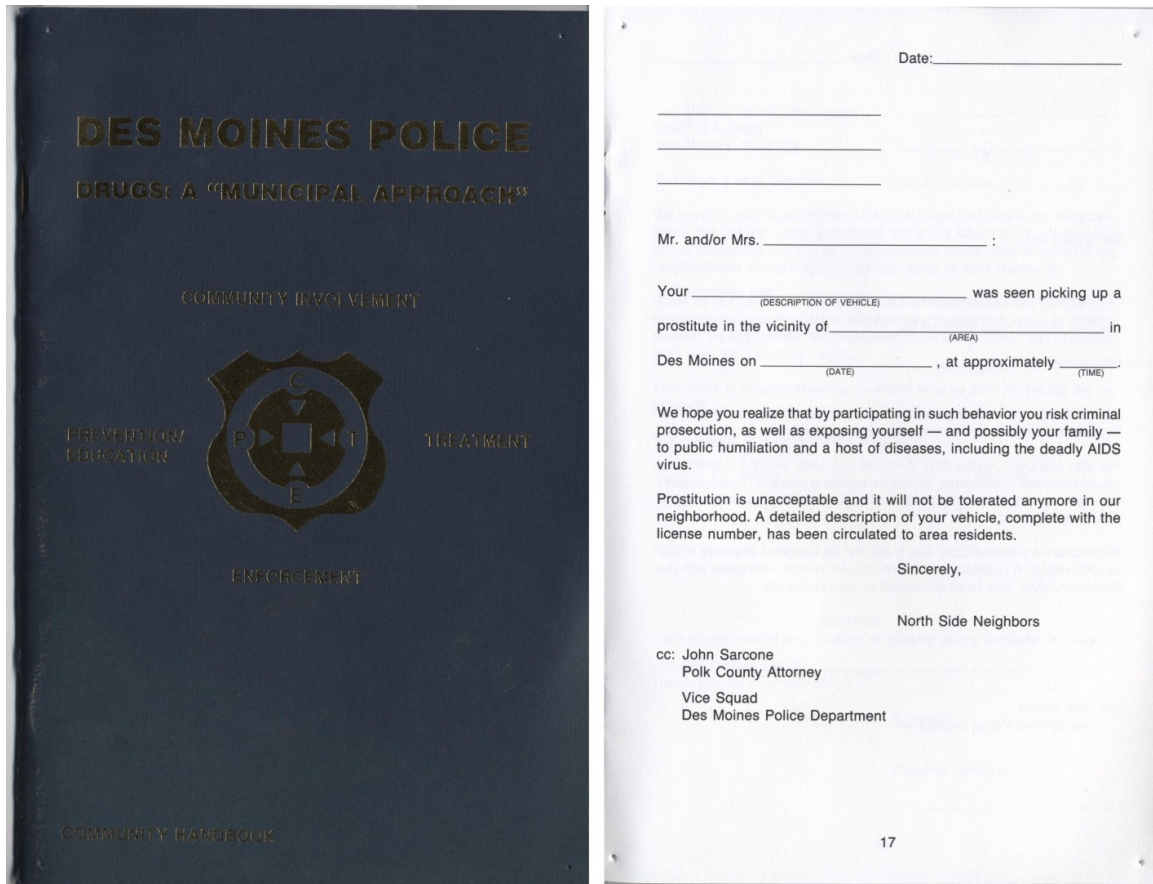 DES MOINES POLICE
DRUGS: A "MUNICIPAL APPROACH"
COMMUNITY INVOLVEMENT
C
P T
E
PREVENTION/
EDUCATION
TREATMENT
ENFORCEMENT
COMMUNITY HANDBOOK
Date:
Mr. and/or Mrs. :
Your was seen picking up a
(DESCRIPTION OF VEHICLE)
prostitute in the vicinity of in
(AREA)
Des Moines on , at approximately .
(DATE) (TIME)
We hope you realize that by participating in such behavior you risk criminal
prosecution, as well as exposing yourself — and possibly your family —
to public humiliation and a host of diseases, including the deadly AIDS
virus.
Prostitution is unacceptable and it will not be tolerated anymore in our
neighborhood. A detailed description of your vehicle, complete with the
license number, has been circulated to area residents.
Sincerely,
North Side Neighbors
cc: John Sarcone
Polk County Attorney
Vice Squad
Des Moines Police Department
17